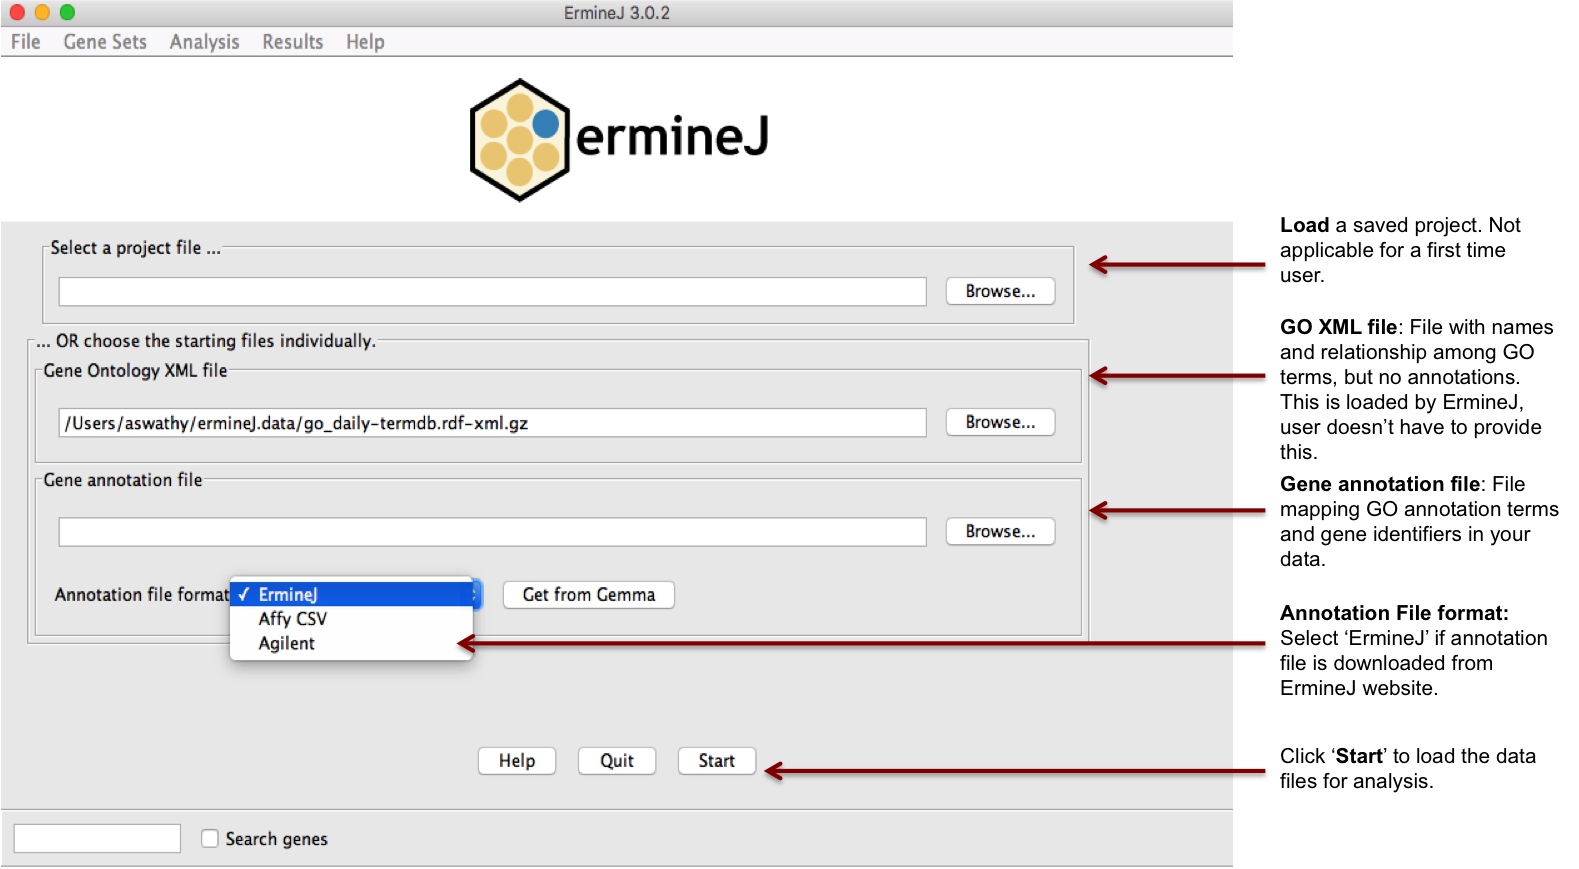 ErmineJ 3.0.2
File Gene Sets Analysis Results Help
ermineJ
Select a project file ...
Browse...
... OR choose the starting files individually.
Gene Ontology XML file
/Users/aswathy/ermineJ.data/go_daily-termdb.rdf-xml.gz
Browse...
Gene annotation file
Browse...
Annotation file format
✓ ErmineJ
Affy CSV
Agilent
Get from Gemma
Help Quit Start
Search genes
Load a saved project. Not
applicable for a first time
user.
GO XML file: File with names
and relationship among GO
terms, but no annotations.
This is loaded by ErmineJ,
user doesn’t have to provide
this.
Gene annotation file: File
mapping GO annotation terms
and gene identifiers in your
data.
Annotation File format:
Select ‘ErmineJ’ if annotation
file is downloaded from
ErmineJ website.
Click ‘Start’ to load the data
files for analysis.